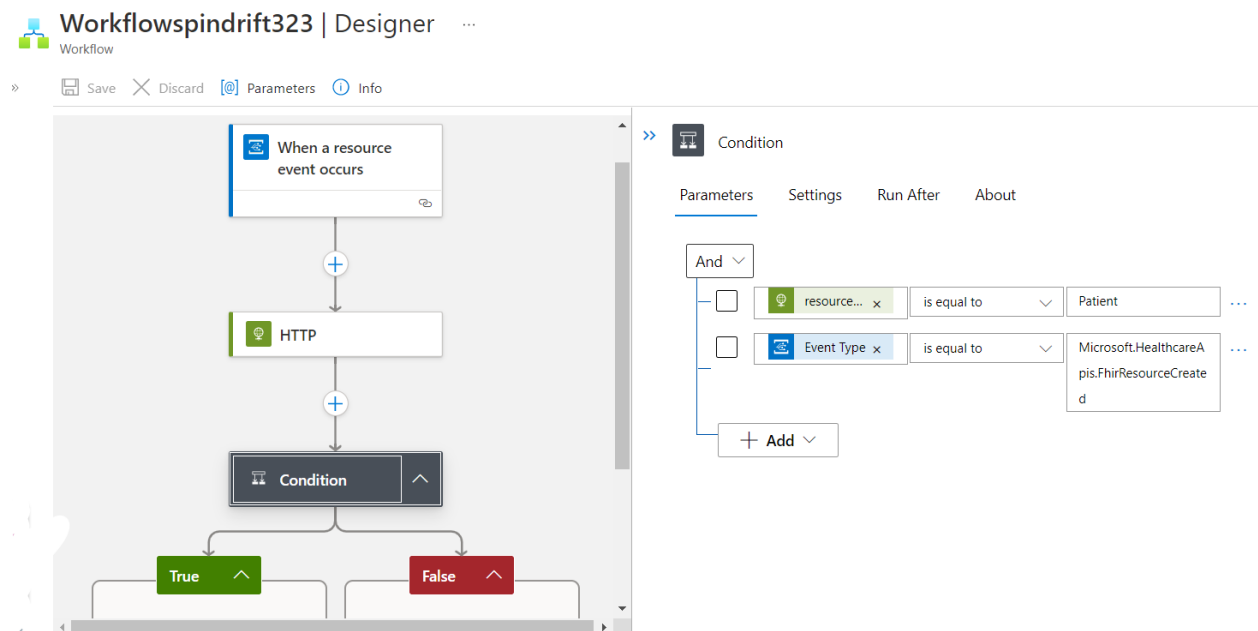 Workflowspindrift323 | Designer ...
Workflow
Save Discard Parameters Info
When a resource
event occurs
HTTP
Condition
True
False
Condition
Parameters Settings Run After About
And
resource... is equal to Patient
Event Type is equal to Microsoft.HealthcareA
pis.FhirResourceCreate
d
Add